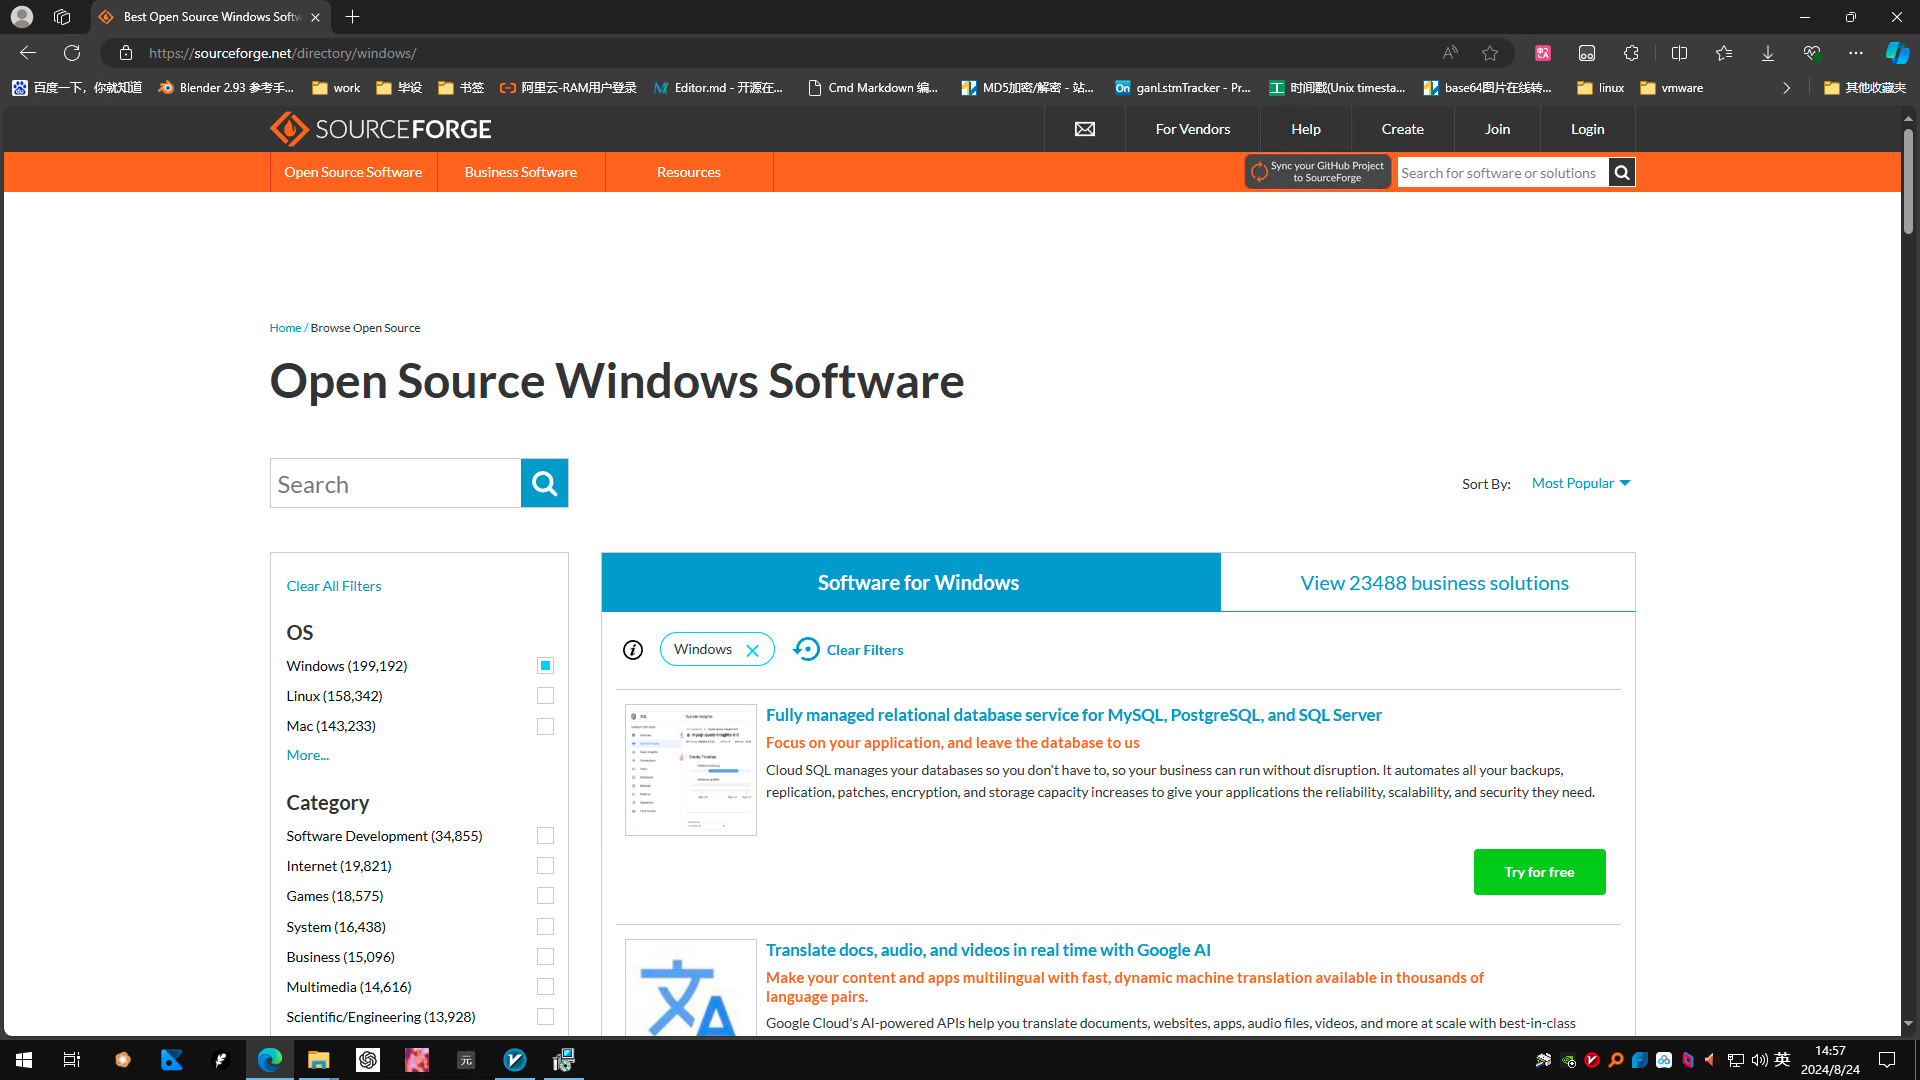 Best Open Source Windows Softw
https://sourceforge.net/directory/windows/
百度一下，你就知道
Blender 2.93 参考手...
work
毕设
书签
阿里云-RAM用户登录
Editor.md - 开源在...
Cmd Markdown 编...
MD5加密/解密 - 站...
ganLstmTracker - Pr...
时间戳(Unix timesta...
base64图片在线转...
linux
vmware
其他收藏夹
SOURCEFORGE
For Vendors
Help
Create
Join
Login
Open Source Software
Business Software
Resources
Sync your GitHub Project
to SourceForge
Search for software or solutions
Home / Browse Open Source
Open Source Windows Software
Search
Sort By:
Most Popular
Clear All Filters
OS
Windows (199,192)
Linux (158,342)
Mac (143,233)
More...
Category
Software Development (34,855)
Internet (19,821)
Games (18,575)
System (16,438)
Business (15,096)
Multimedia (14,616)
Scientific/Engineering (13,928)
Software for Windows
View 23488 business solutions
Windows
Clear Filters
Fully managed relational database service for MySQL, PostgreSQL, and SQL Server
Focus on your application, and leave the database to us
Cloud SQL manages your databases so you don't have to, so your business can run without disruption. It automates all your backups,
replication, patches, encryption, and storage capacity increases to give your applications the reliability, scalability, and security they need.
Try for free
Translate docs, audio, and videos in real time with Google AI
Make your content and apps multilingual with fast, dynamic machine translation available in thousands of
language pairs.
Google Cloud's AI-powered APIs help you translate documents, websites, apps, audio files, videos, and more at scale with best-in-class
英
14:57
2024/8/24